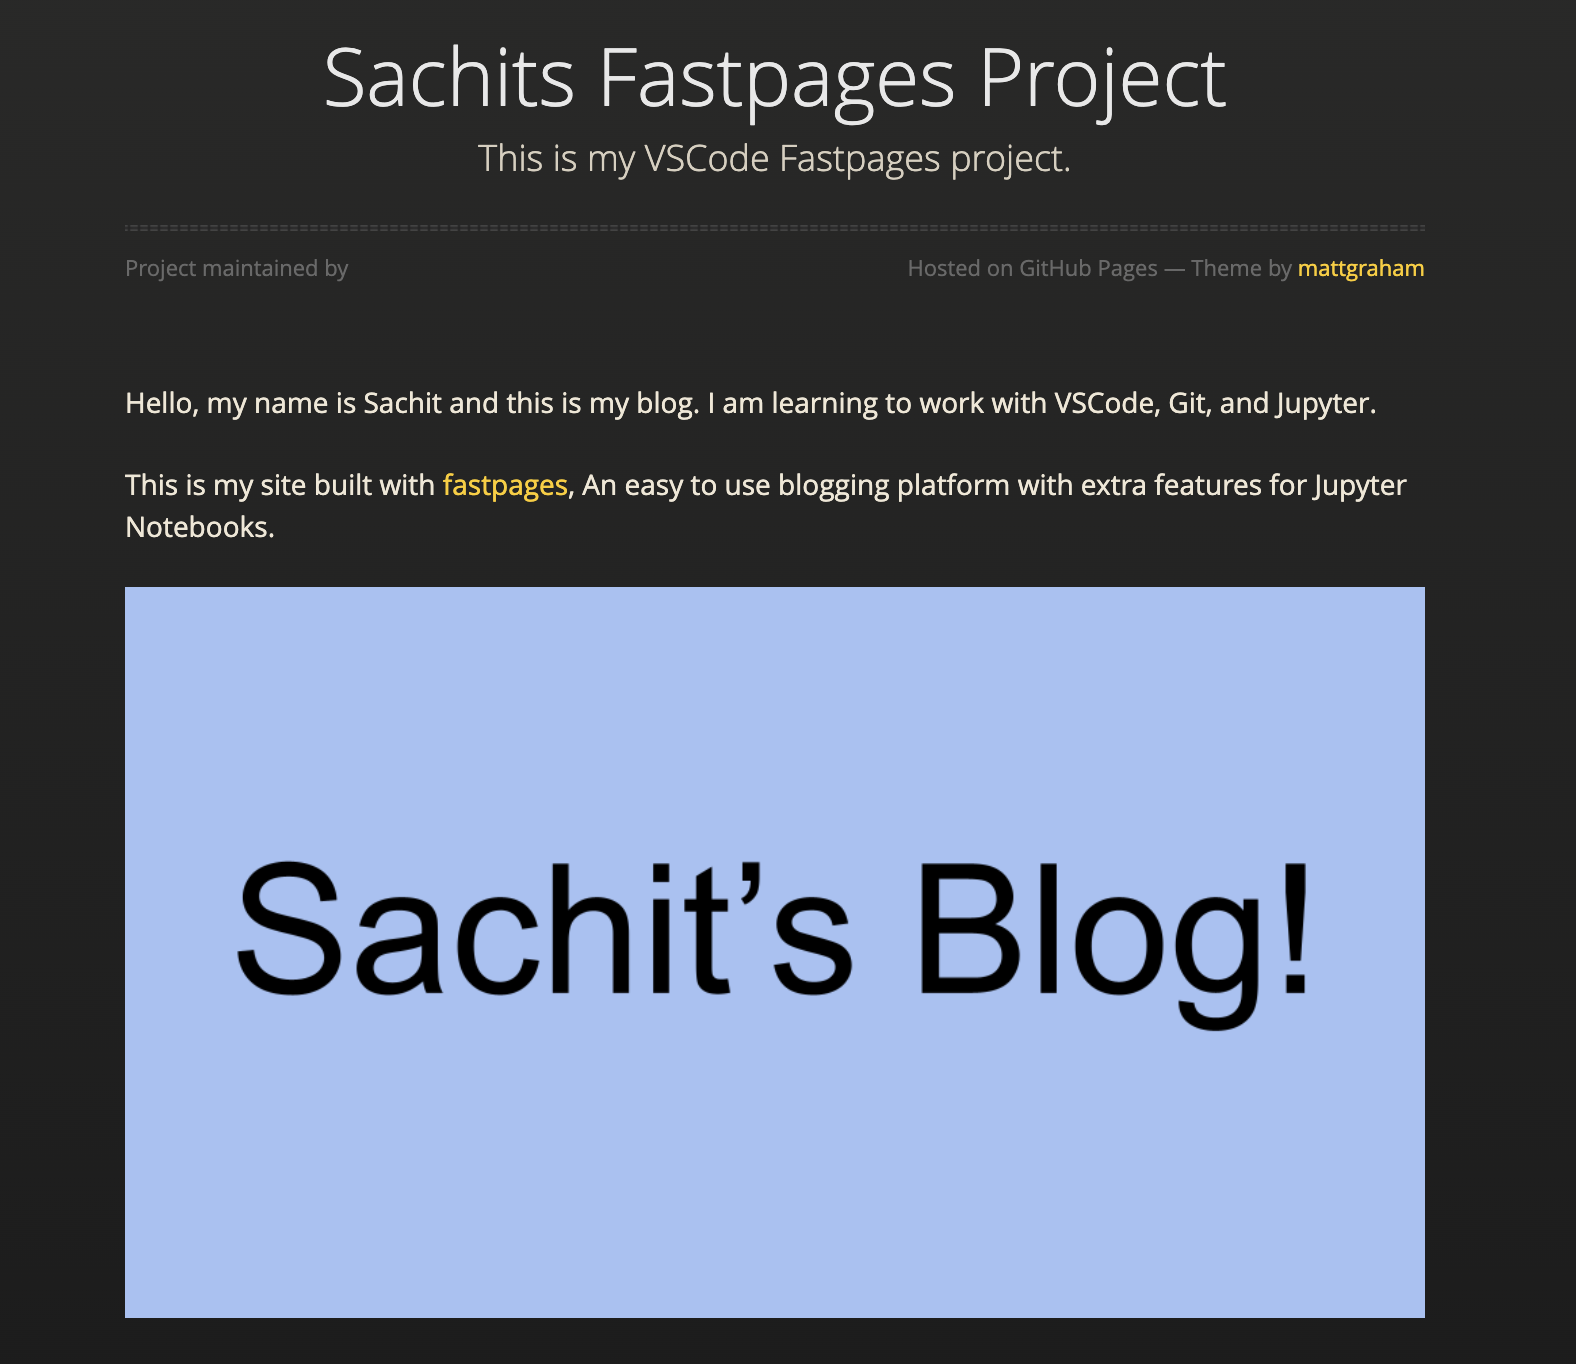 Sachits Fastpages Project
This is my VSCode Fastpages project.
Project maintained by
Hosted on GitHub Pages — Theme by mattgraham
Hello, my name is Sachit and this is my blog. I am learning to work with VSCode, Git, and Jupyter.
This is my site built with fastpages, An easy to use blogging platform with extra features for Jupyter
Notebooks.
Sachit’s Blog!